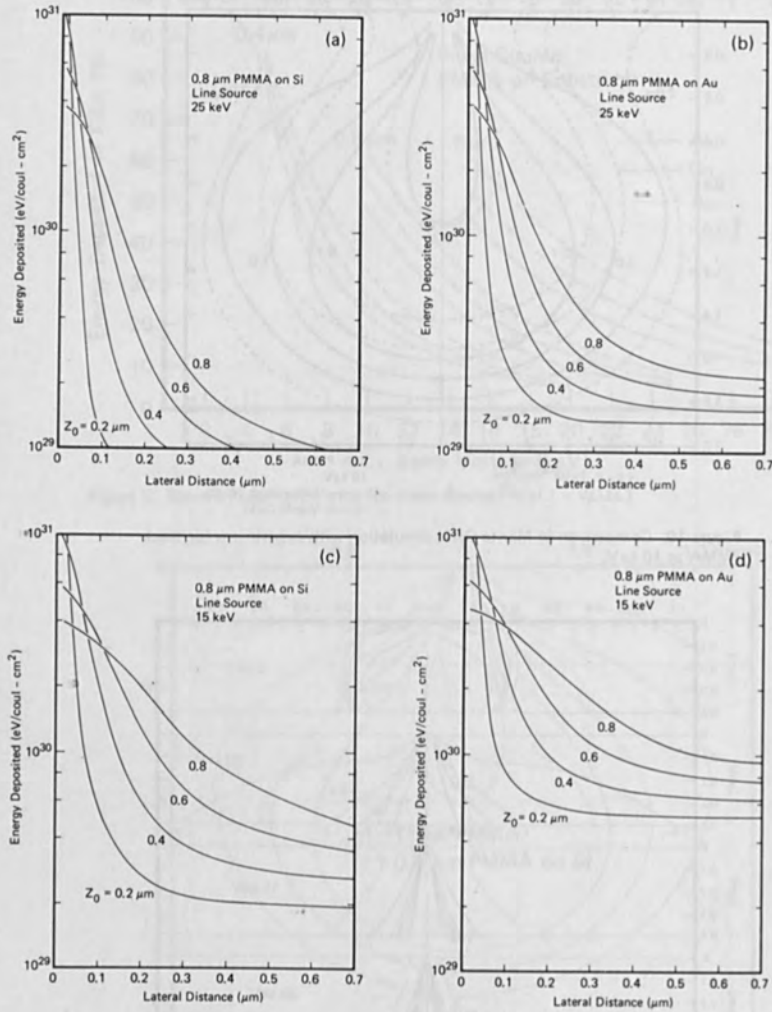 (a)
0.8 μm PMMA on Si
Line Source
25 keV
Energy Deposited (eV/coul - cm²)
10³¹
10³⁰
10²⁹
0.8
0.6
0.4
Z₀ = 0.2 μm
0 0.1 0.2 0.3 0.4 0.5 0.6 0.7
Lateral Distance (μm)
(b)
0.8 μm PMMA on Au
Line Source
25 keV
Energy Deposited (eV/coul - cm²)
10³¹
10³⁰
10²⁹
0.8
0.6
0.4
Z₀ = 0.2 μm
0 0.1 0.2 0.3 0.4 0.5 0.6 0.7
Lateral Distance (μm)
(c)
0.8 μm PMMA on Si
Line Source
15 keV
Energy Deposited (eV/coul - cm²)
10³¹
10³⁰
10²⁹
0.8
0.6
0.4
Z₀ = 0.2 μm
0 0.1 0.2 0.3 0.4 0.5 0.6 0.7
Lateral Distance (μm)
(d)
0.8 μm PMMA on Au
Line Source
15 keV
Energy Deposited (eV/coul - cm²)
10³¹
10³⁰
10²⁹
0.8
0.6
0.4
Z₀ = 0.2 μm
0 0.1 0.2 0.3 0.4 0.5 0.6 0.7
Lateral Distance (μm)